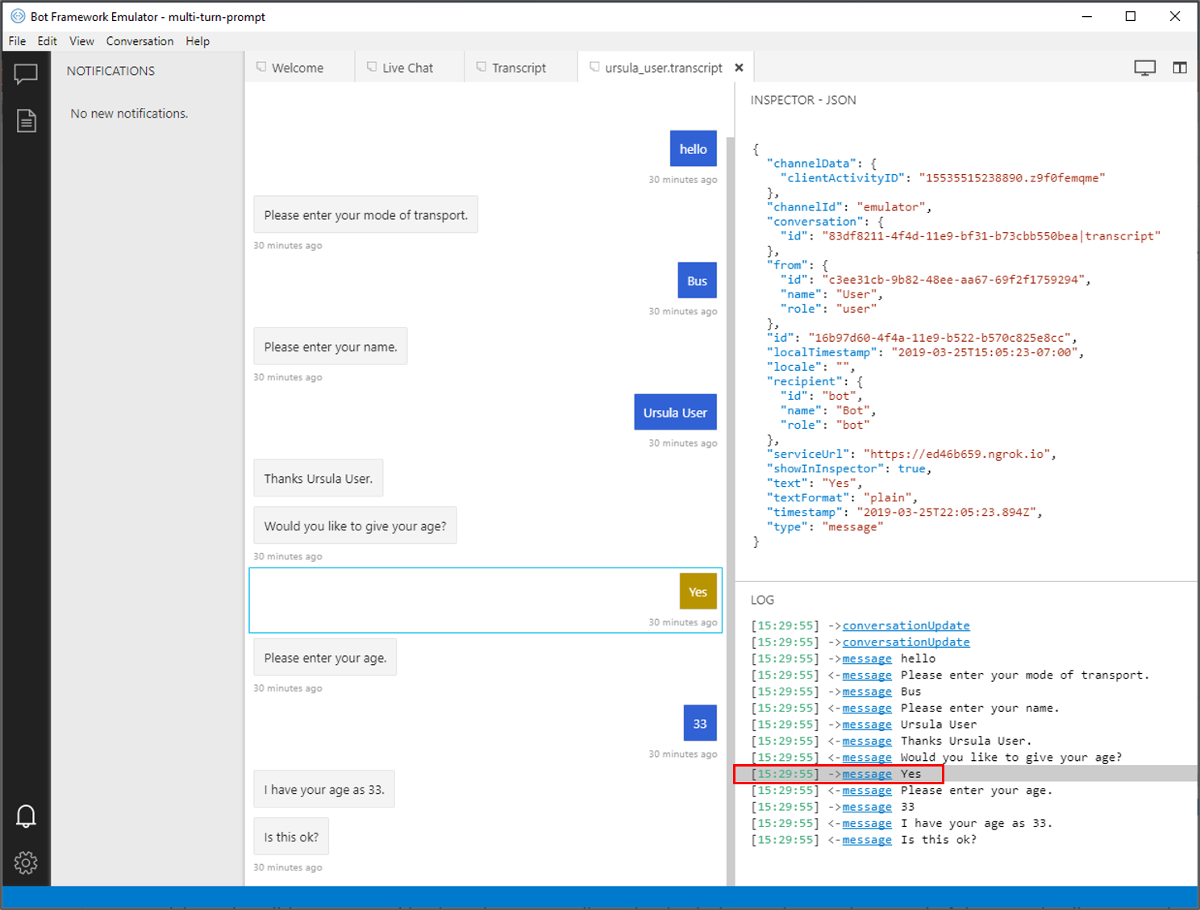 Bot Framework Emulator - multi-turn-prompt
File Edit View Conversation Help
NOTIFICATIONS
No new notifications.
Welcome
Live Chat
Transcript
ursula_user.transcript
hello
30 minutes ago
Please enter your mode of transport.
30 minutes ago
Bus
30 minutes ago
Please enter your name.
30 minutes ago
Ursula User
30 minutes ago
Thanks Ursula User.
Would you like to give your age?
30 minutes ago
Yes
30 minutes ago
Please enter your age.
30 minutes ago
33
30 minutes ago
I have your age as 33.
Is this ok?
30 minutes ago
INSPECTOR - JSON
{
"channelData": {
"clientActivityID": "15535515238890.z9f0femqme"
},
"channelId": "emulator",
"conversation": {
"id": "83df8211-4f4d-11e9-bf31-b73cbb550bea|transcript"
},
"from": {
"id": "c3ee31cb-9b82-48ee-aa67-69f2f1759294",
"name": "User",
"role": "user"
},
"id": "16b97d60-4f4a-11e9-b522-b570c825e8cc",
"localTimestamp": "2019-03-25T15:05:23-07:00",
"locale": "",
"recipient": {
"id": "bot",
"name": "Bot",
"role": "bot"
},
"serviceUrl": "https://ed46b659.ngrok.io",
"showInInspector": true,
"text": "Yes",
"textFormat": "plain",
"timestamp": "2019-03-25T22:05:23.894Z",
"type": "message"
}
LOG
[15:29:55] ->conversationUpdate
[15:29:55] ->conversationUpdate
[15:29:55] ->message hello
[15:29:55] <-message Please enter your mode of transport.
[15:29:55] ->message Bus
[15:29:55] <-message Please enter your name.
[15:29:55] ->message Ursula User
[15:29:55] <-message Thanks Ursula User.
[15:29:55] <-message Would you like to give your age?
[15:29:55] ->message Yes
[15:29:55] <-message Please enter your age.
[15:29:55] ->message 33
[15:29:55] <-message I have your age as 33.
[15:29:55] <-message Is this ok?